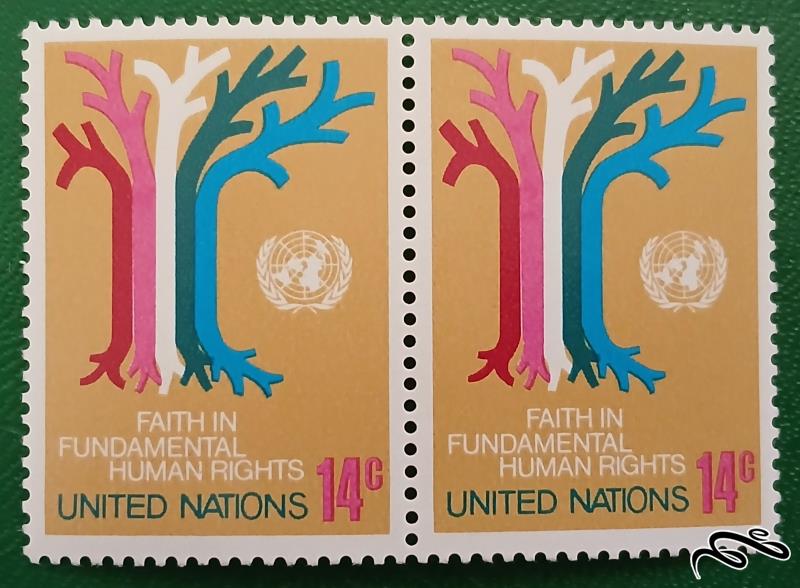 FAITH IN
FUNDAMENTAL
HUMAN RIGHTS
UNITED NATIONS 14c
FAITH IN
FUNDAMENTAL
HUMAN RIGHTS
UNITED NATIONS 14c